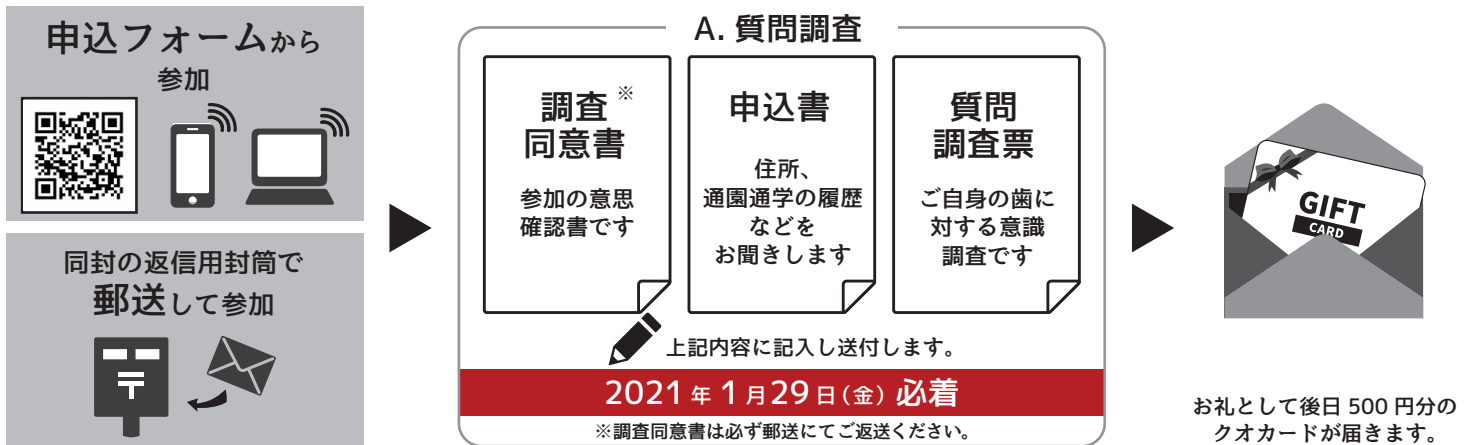 申込フォームから
参加
同封の返信用封筒で
郵送して参加
〒
A. 質問調査
調査※
同意書
参加の意思
確認書です
申込書
住所、
通園通学の履歴
などを
お聞きします
質問
調査票
ご自身の歯に
対する意識
調査です
上記内容に記入し送付します。
2021年1月29日（金）必着
※調査同意書は必ず郵送にてご返送ください。
GIFT
CARD
お礼として後日 500 円分の
クオカードが届きます。